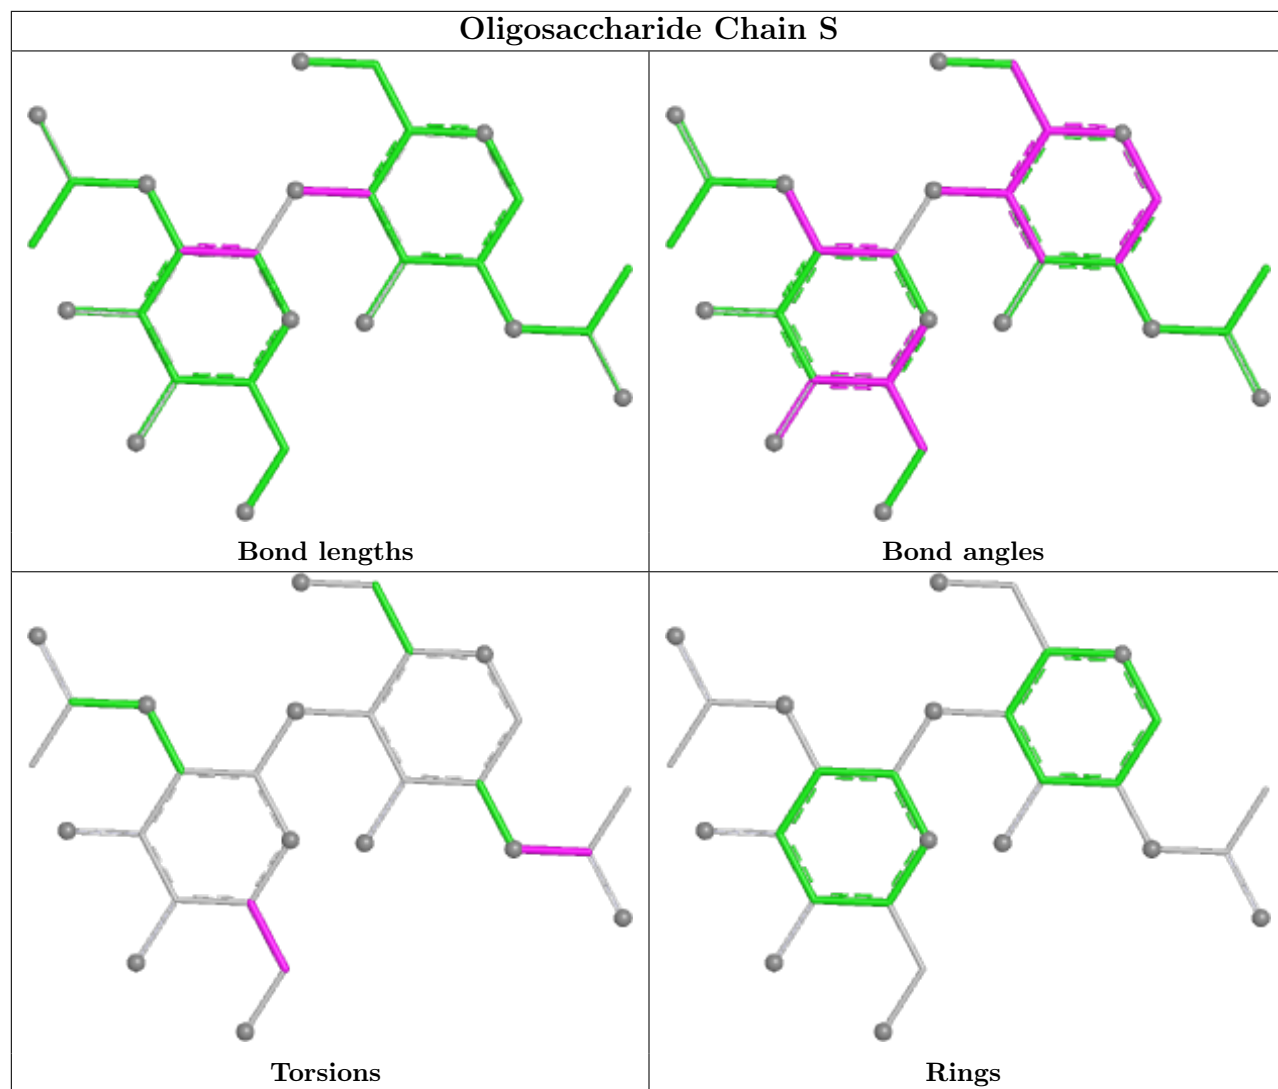 Oligosaccharide Chain S
Bond lengths
Bond angles
Torsions
Rings